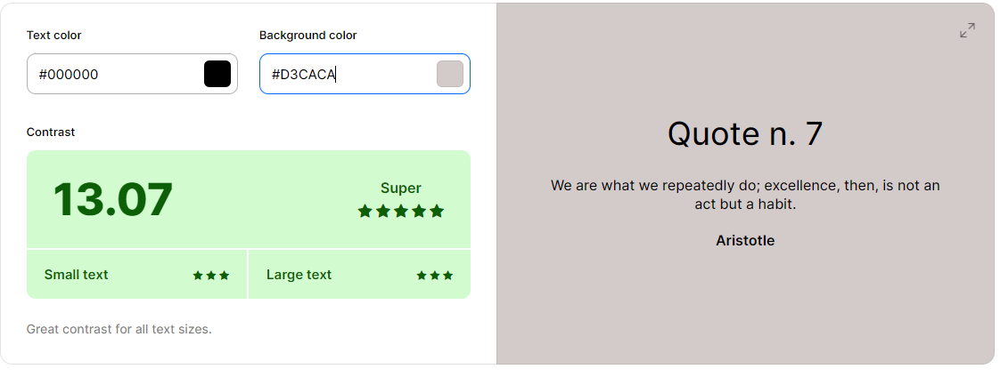 Text color
Background color
#000000
#D3CACA
Contrast
13.07
Super
Small text
Large text
Great contrast for all text sizes.
Quote n. 7
We are what we repeatedly do; excellence, then, is not an
act but a habit.
Aristotle